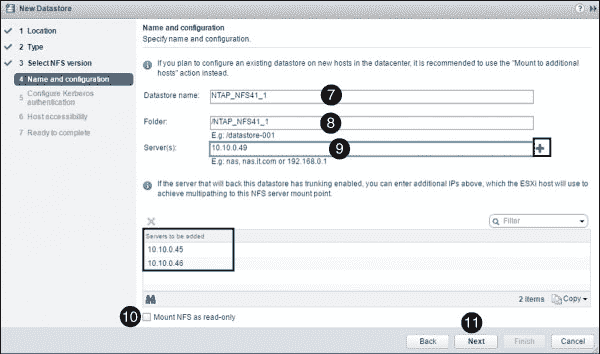 New Datastore
1 Location
2 Type
3 Select NFS version
4 Name and configuration
5 Configure Kerberos
authentication
6 Host accessibility
7 Ready to complete
Name and configuration
Specify name and configuration.
If you plan to configure an existing datastore on new hosts in the datacenter, it is recommended to use the "Mount to additional
hosts" action instead.
Datastore name: NTAP_NFS41_1 7
Folder: /NTAP_NFS41_1 8
E.g: /datastore-001
Server(s): 10.10.0.49 9
E.g: nas, nas.it.com or 192.168.0.1
If the server that will back this datastore has trunking enabled, you can enter additional IPs above, which the ESXi host will use to
achieve multipathing to this NFS server mount point.
Filter
Servers to be added
10.10.0.45
10.10.0.46
2 items Copy
10 Mount NFS as read-only
11
Back Next Finish Cancel